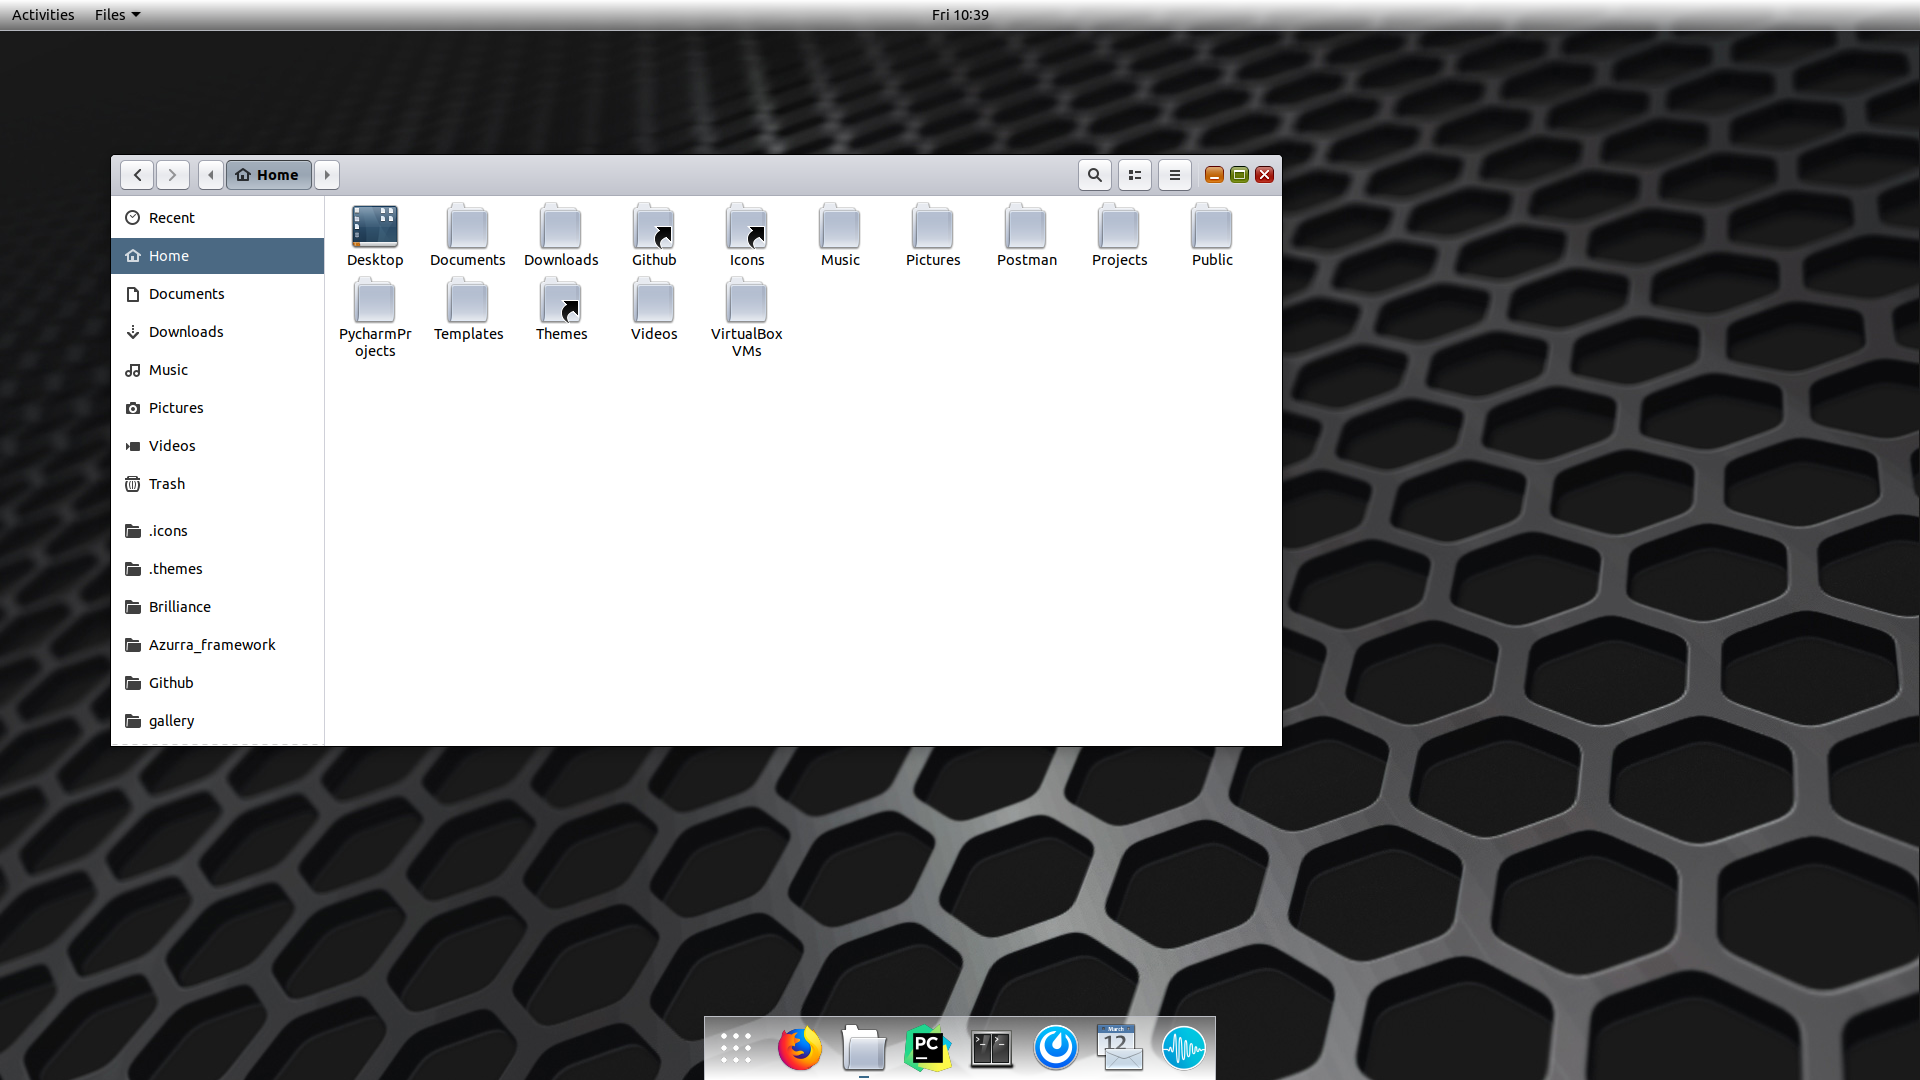 Activities Files Fri 10:39
Home
Recent
Home
Documents
Downloads
Music
Pictures
Videos
Trash
.icons
.themes
Brilliance
Azurra_framework
Github
gallery
Desktop Documents Downloads Github Icons Music Pictures Postman Projects Public
PycharmPr
ojects
Templates Themes Videos VirtualBox
VMs
PC
>_ >_
March
12